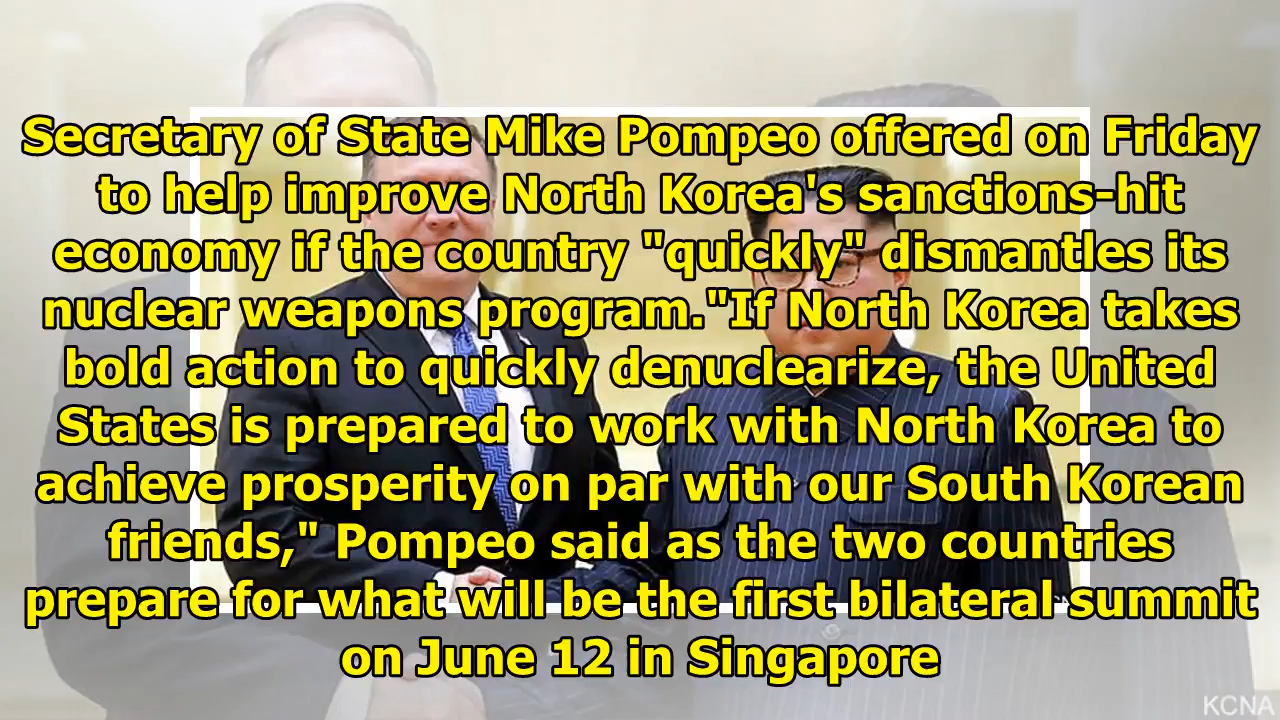 Secretary of State Mike Pompeo offered on Friday
to help improve North Korea's sanctions-hit
economy if the country "quickly" dismantles its
nuclear weapons program."If North Korea takes
bold action to quickly denuclearize, the United
States is prepared to work with North Korea to
achieve prosperity on par with our South Korean
friends," Pompeo said as the two countries
prepare for what will be the first bilateral summit
on June 12 in Singapore
KCNA